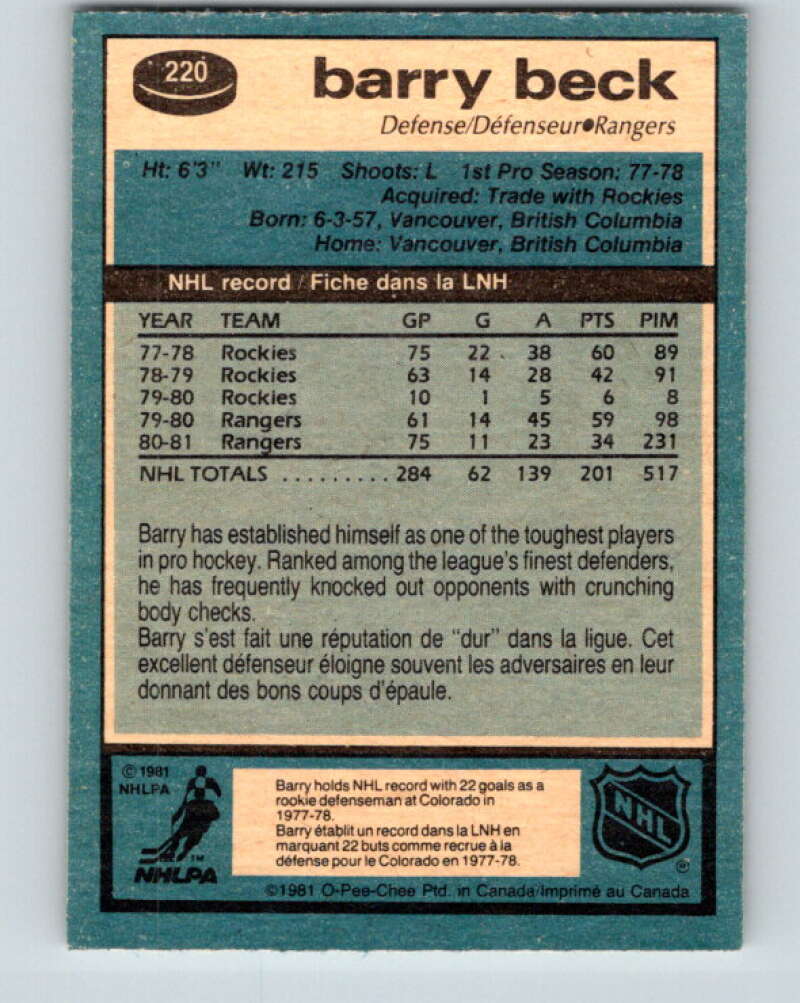 220
barry beck
Defense/Défenseur●Rangers
Ht: 6'3" Wt: 215 Shoots: L 1st Pro Season: 77-78
Acquired: Trade with Rockies
Born: 6-3-57, Vancouver, British Columbia
Home: Vancouver, British Columbia
NHL record / Fiche dans la LNH
YEAR TEAM GP G A PTS PIM
77-78 Rockies 75 22 38 60 89
78-79 Rockies 63 14 28 42 91
79-80 Rockies 10 1 5 6 8
79-80 Rangers 61 14 45 59 98
80-81 Rangers 75 11 23 34 231
NHL TOTALS ......... 284 62 139 201 517
Barry has established himself as one of the toughest players
in pro hockey. Ranked among the league's finest defenders,
he has frequently knocked out opponents with crunching
body checks.
Barry s'est fait une réputation de "dur" dans la ligue. Cet
excellent défenseur éloigne souvent les adversaires en leur
donnant des bons coups d'épaule.
© 1981
NHLPA
TM
NHLPA
Barry holds NHL record with 22 goals as a
rookie defenseman at Colorado in
1977-78.
Barry établit un record dans la LNH en
marquant 22 buts comme recrue à la
défense pour le Colorado en 1977-78.
NHL
®
©1981 O-Pee-Chee Ptd. in Canada/Imprimé au Canada